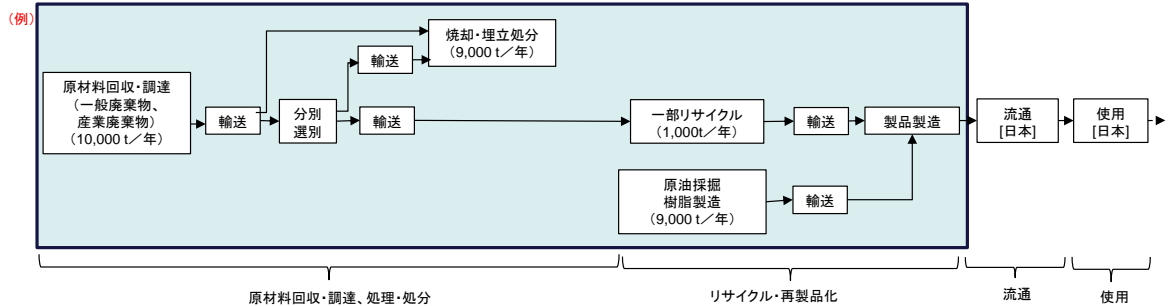 (例)
焼却・埋立処分
(9,000 t/年)
輸送
原材料回収・調達
(一般廃棄物、
産業廃棄物)
(10,000 t/年)
輸送
分別
選別
輸送
一部リサイクル
(1,000t/年)
輸送
製品製造
流通
[日本]
使用
[日本]
原油採掘
樹脂製造
(9,000 t/年)
輸送
原材料回収・調達、処理・処分
リサイクル・再製品化
流通
使用